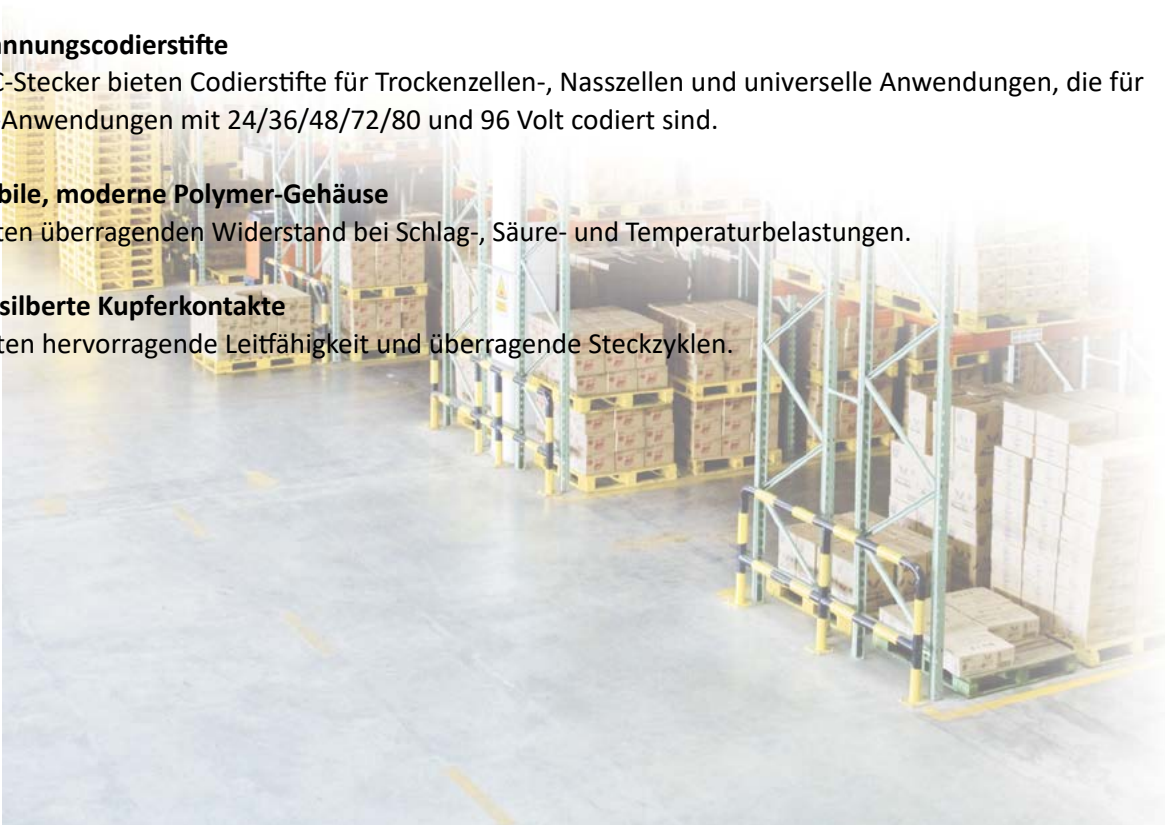 annungscodierstifte
C-Stecker bieten Codierstifte für Trockenzellen-, Nasszellen und universelle Anwendungen, die für
Anwendungen mit 24/36/48/72/80 und 96 Volt codiert sind.
bile, moderne Polymer-Gehäuse
ten überragenden Widerstand bei Schlag-, Säure- und Temperaturbelastungen.
silberte Kupferkontakte
ten hervorragende Leitfähigkeit und überragende Steckzyklen.